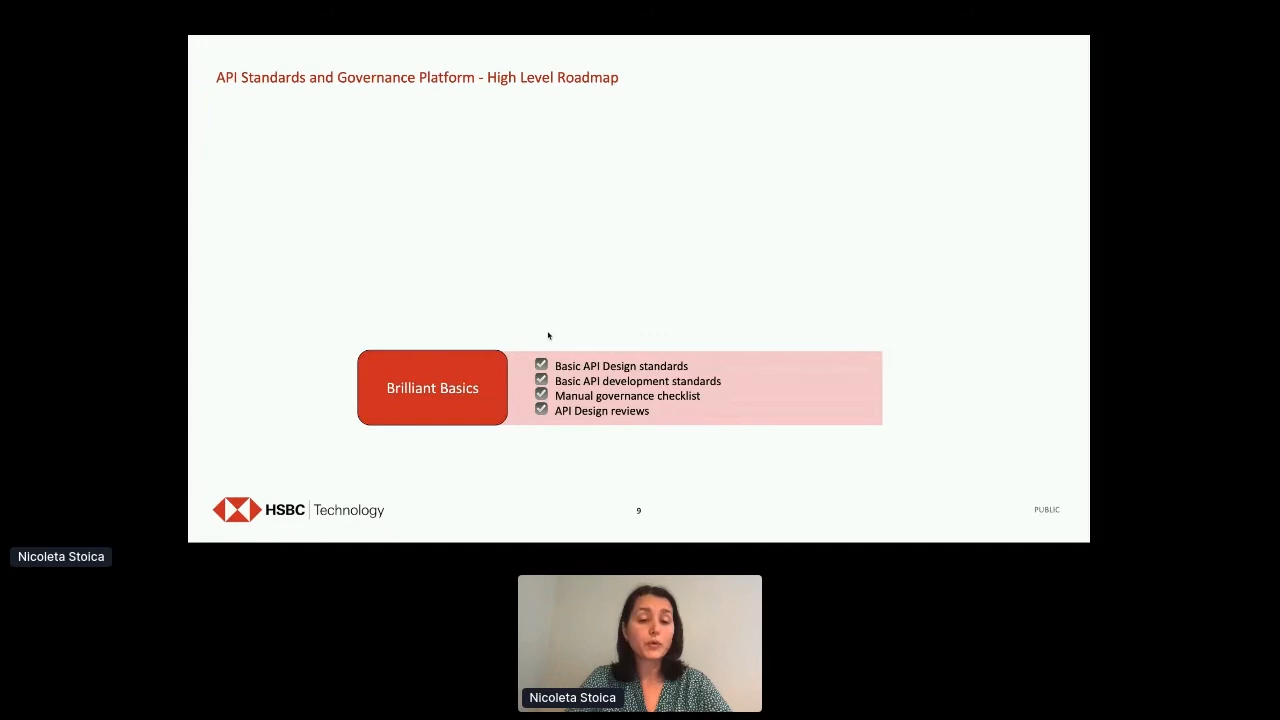 API Standards and Governance Platform - High Level Roadmap
Brilliant Basics
Basic API Design standards
Basic API development standards
Manual governance checklist
API Design reviews
HSBC Technology
9
PUBLIC
Nicoleta Stoica
Nicoleta Stoica